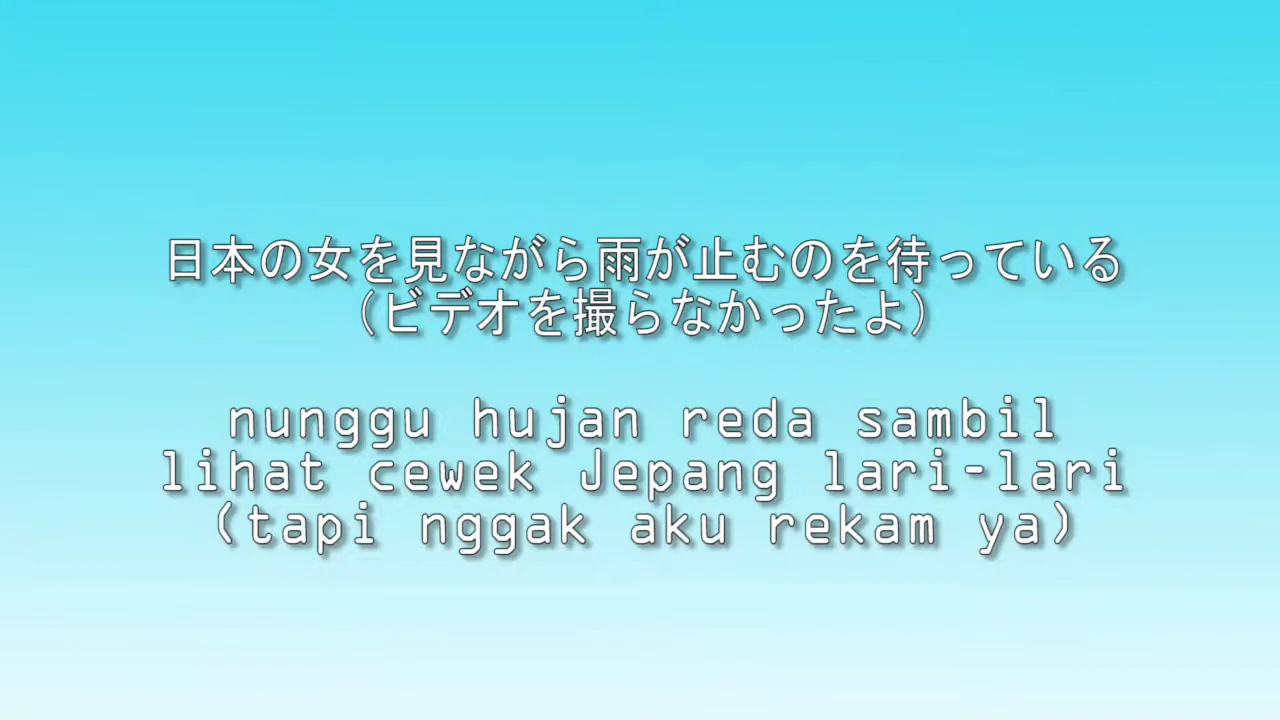 日本の女を見ながら雨が止むのを待っている
（ビデオを撮らなかったよ）
nunggu hujan reda sambil
lihat cewek Jepang lari-lari
(tapi nggak aku rekam ya)